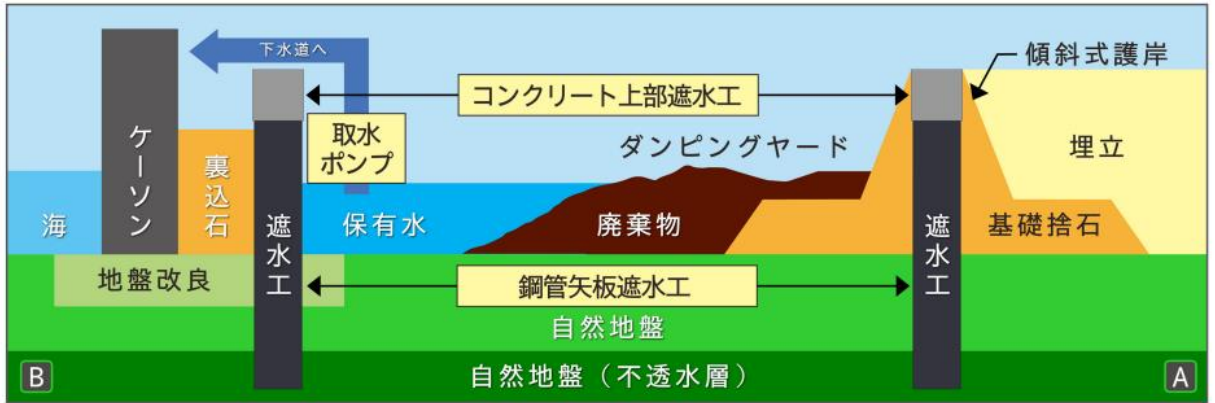 下水道へ
傾斜式護岸
コンクリート上部遮水工
ケーソン
裏込石
取水
ポンプ
ダンピングヤード
埋立
海
遮水工
保有水
廃棄物
遮水工
基礎捨石
地盤改良
鋼管矢板遮水工
自然地盤
B
自然地盤（不透水層）
A